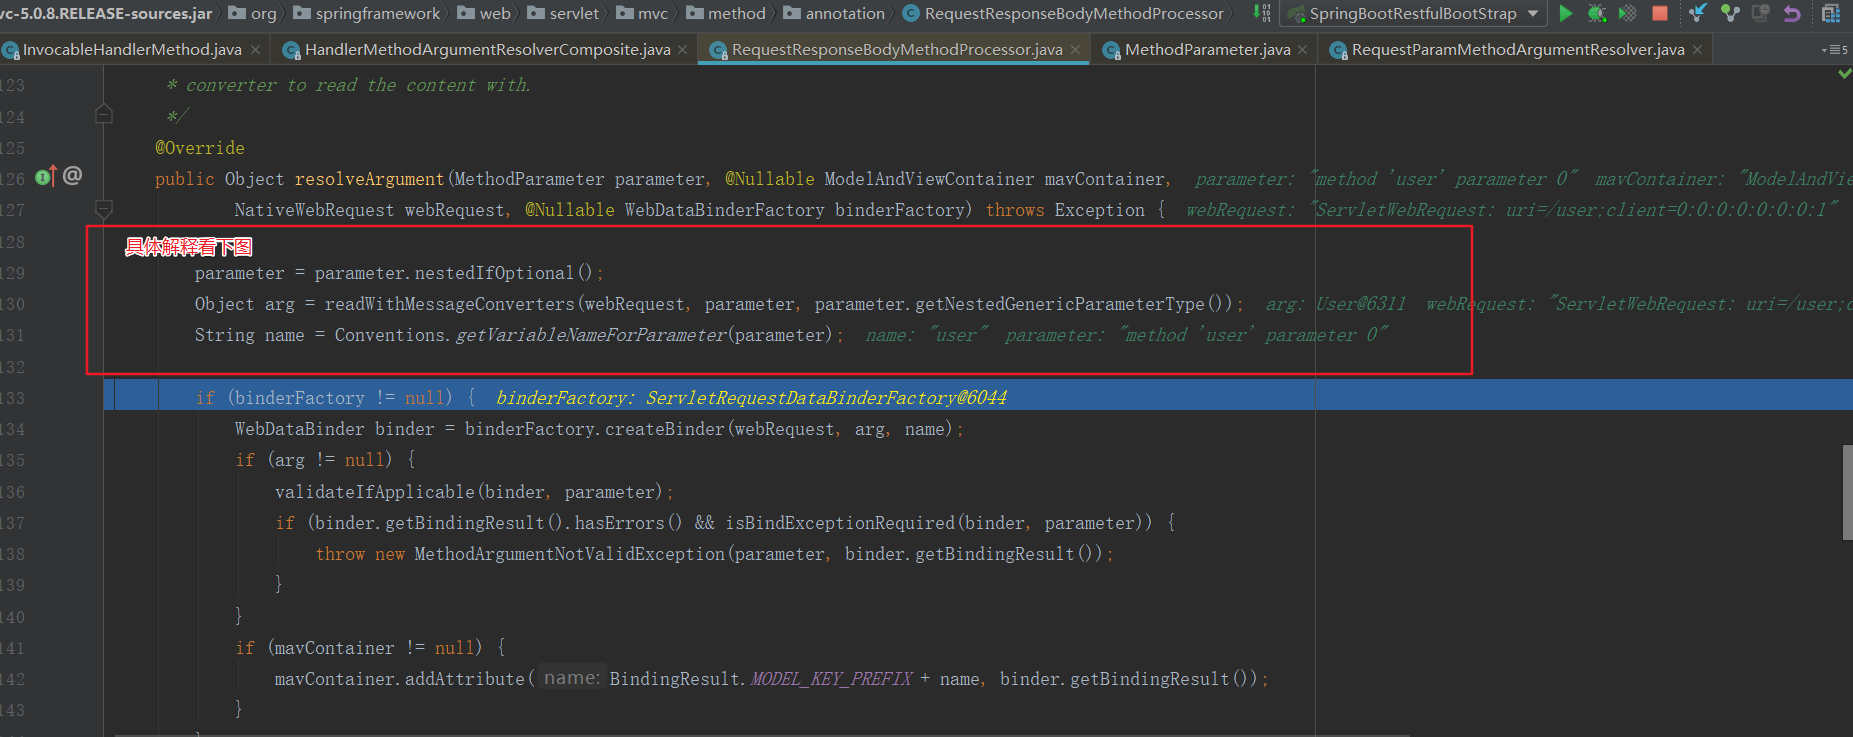 vc-5.0.8.RELEASE-sources.jar org springframework web servlet mvc method annotation RequestResponseBodyMethodProcessor SpringBootRestfulBootStrap
InvocableHandlerMethod.java HandlerMethodArgumentResolverComposite.java RequestResponseBodyMethodProcessor.java MethodParameter.java RequestParamMethodArgumentResolver.java 5
123 * converter to read the content with.
124 */
125 @Override
126 public Object resolveArgument(MethodParameter parameter, @Nullable ModelAndViewContainer mavContainer, parameter: "method 'user' parameter 0" mavContainer: "ModelAndVie
127 NativeWebRequest webRequest, @Nullable WebDataBinderFactory binderFactory) throws Exception { webRequest: "ServletWebRequest: uri=/user;client=0:0:0:0:0:0:0:1"
128 具体解释看下图
129 parameter = parameter.nestedIfOptional();
130 Object arg = readWithMessageConverters(webRequest, parameter, parameter.getNestedGenericParameterType()); arg: User@6311 webRequest: "ServletWebRequest: uri=/user;c
131 String name = Conventions.getVariableNameForParameter(parameter); name: "user" parameter: "method 'user' parameter 0"
132
133 if (binderFactory != null) { binderFactory: ServletRequestDataBinderFactory@6044
134 WebDataBinder binder = binderFactory.createBinder(webRequest, arg, name);
135 if (arg != null) {
136 validateIfApplicable(binder, parameter);
137 if (binder.getBindingResult().hasErrors() && isBindExceptionRequired(binder, parameter)) {
138 throw new MethodArgumentNotValidException(parameter, binder.getBindingResult());
139 }
140 }
141 if (mavContainer != null) {
142 mavContainer.addAttribute( name: BindingResult.MODEL_KEY_PREFIX + name, binder.getBindingResult());
143 }